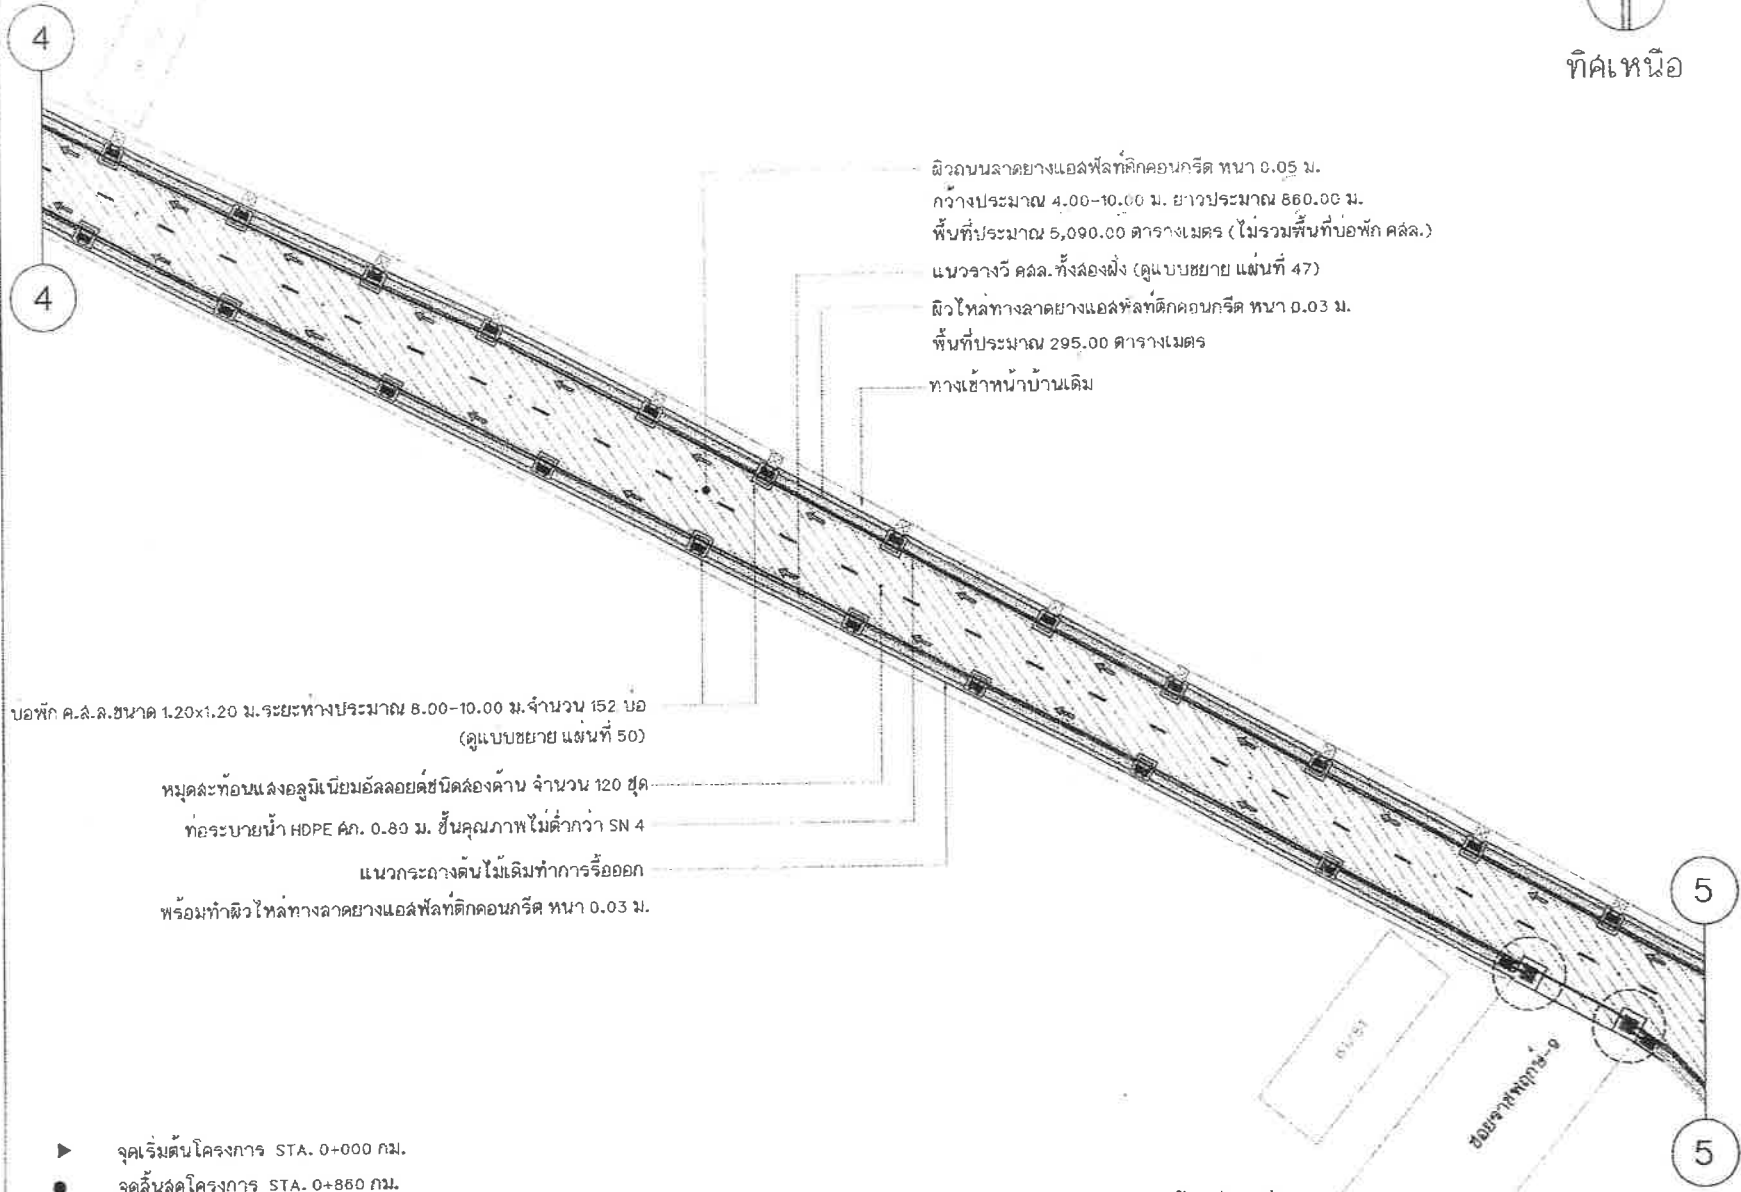 4
ทิศเหนือ
ผิวถนนลาดยางแอสฟัลท์ติกคอนกรีต หนา 0.05 ม.
กว้างประมาณ 4.00-10.00 ม. ยาวประมาณ 860.00 ม.
พื้นที่ประมาณ 5,090.00 ตารางเมตร (ไม่รวมพื้นที่บ่อพัก คสล.)
แนวรางวี คสล. ทั้งสองฝั่ง (ดูแบบขยาย แผ่นที่ 47)
4
ผิวไหล่ทางลาดยางแอสฟัลท์ติกคอนกรีต หนา 0.03 ม.
พื้นที่ประมาณ 295.00 ตารางเมตร
ทางเข้าหน้าบ้านเดิม
บ่อพัก ค.ส.ล.ขนาด 1.20x1.20 ม.ระยะห่างประมาณ 8.00-10.00 ม.จำนวน 152 บ่อ
(ดูแบบขยาย แผ่นที่ 50)
หมุดสะท้อนแสงอลูมิเนียมอัลลอยด์ชนิดสองด้าน จำนวน 120 ชุด
ท่อระบายน้ำ HDPE ศก. 0.80 ม. ชั้นคุณภาพไม่ต่ำกว่า SN 4
แนวกระถางต้นไม้เดิมทำการรื้อออก
พร้อมทำผิวไหล่ทางลาดยางแอสฟัลท์ติกคอนกรีต หนา 0.03 ม.
5
ซอยราชพฤกษ์-9
5
จุดเริ่มต้นโครงการ STA. 0+000 กม.
จุดสิ้นสุดโครงการ STA. 0+860 กม.